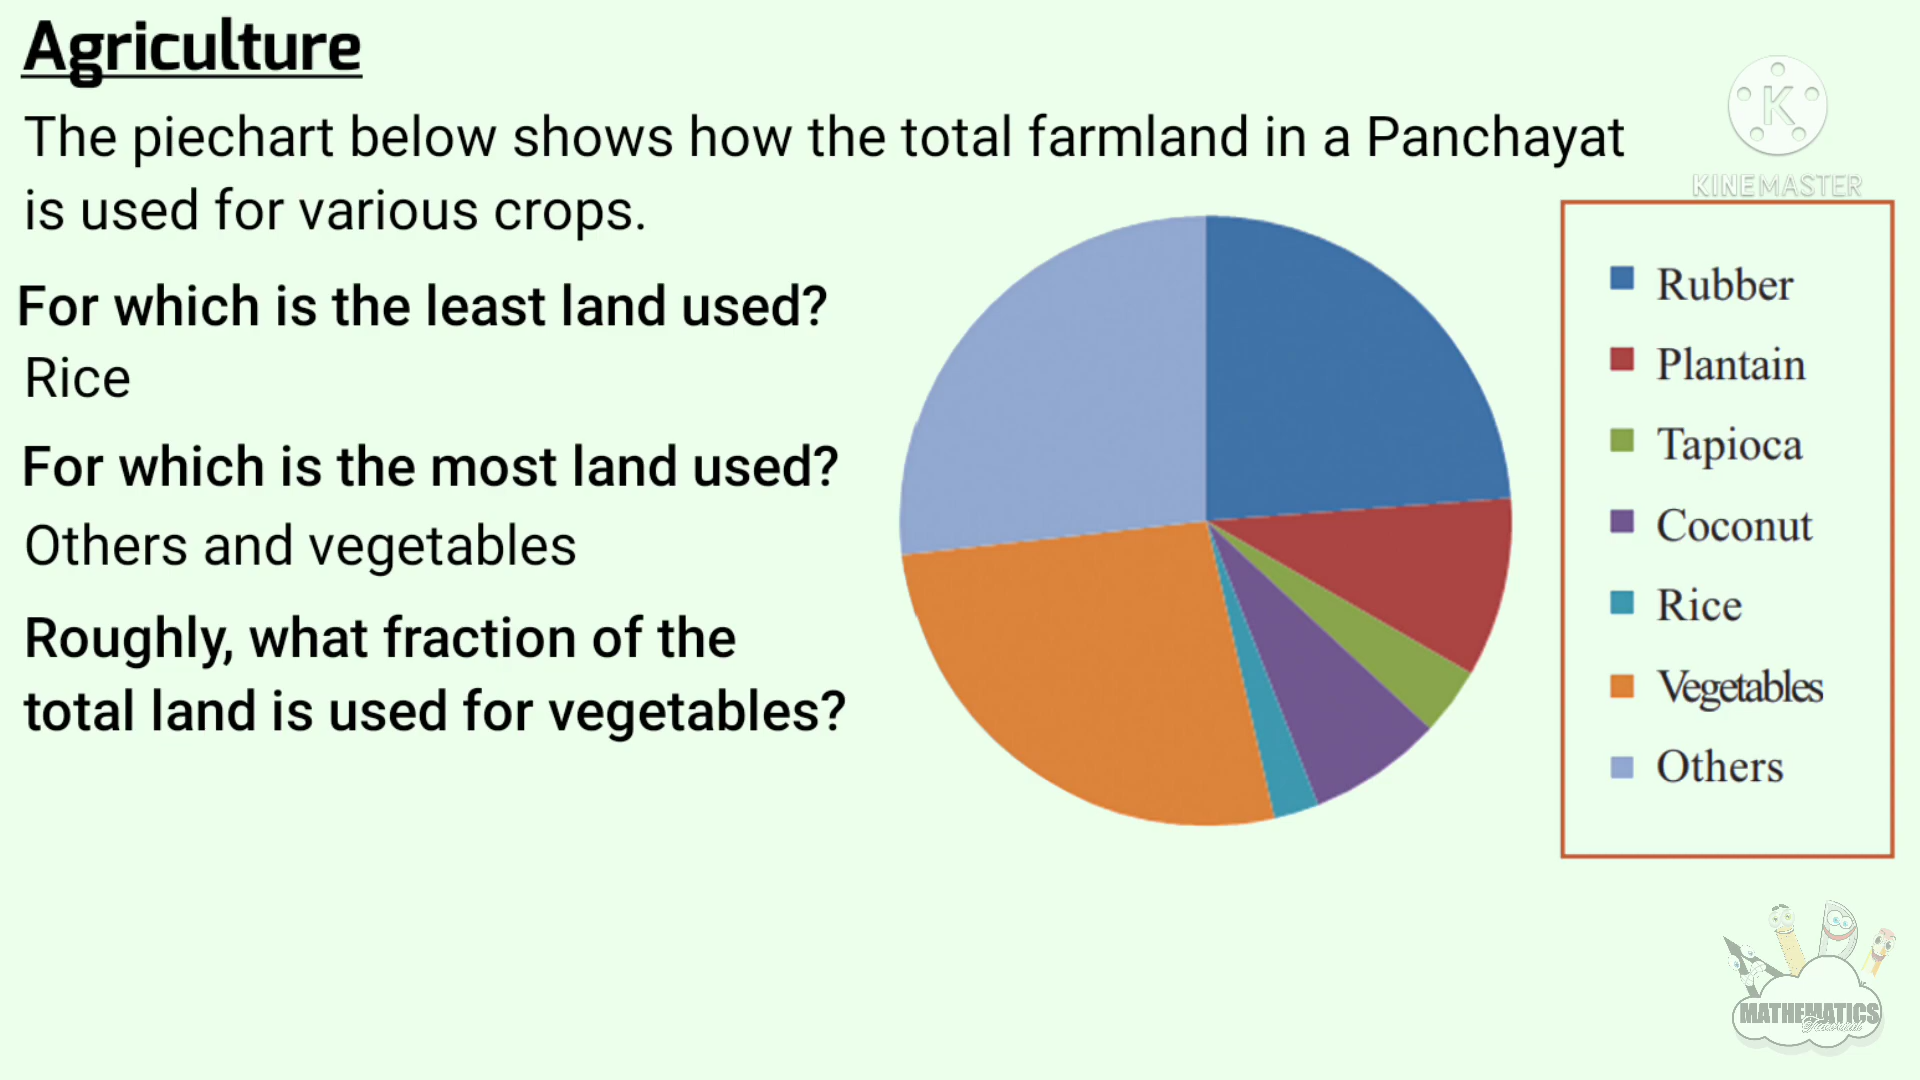 Agriculture
The piechart below shows how the total farmland in a Panchayat
is used for various crops.
For which is the least land used?
Rice
For which is the most land used?
Others and vegetables
Roughly, what fraction of the
total land is used for vegetables?
K
KINEMASTER
Rubber
Plantain
Tapioca
Coconut
Rice
Vegetables
Others
MATHEMATICS